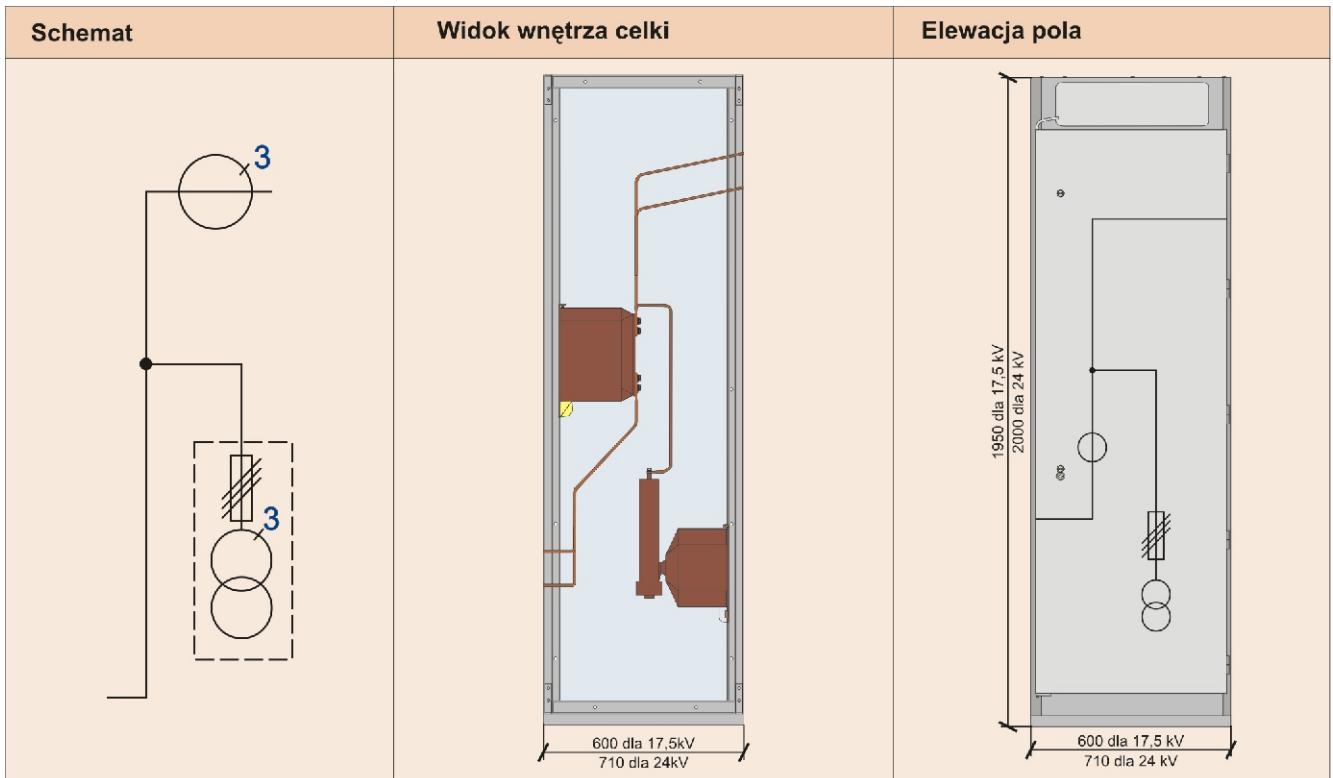 Schemat
Widok wnętrza celki
Elewacja pola
3
3
600 dla 17,5kV
710 dla 24kV
1950 dla 17,5 kV
2000 dla 24 kV
600 dla 17,5 kV
710 dla 24 kV